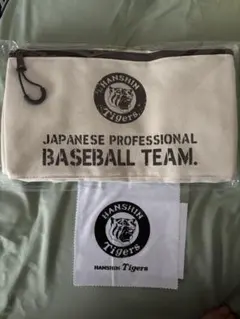 HANSHIN
Tigers
JAPANESE PROFESSIONAL
BASEBALL TEAM.
HANSHIN
Tigers
HANSHIN Tigers